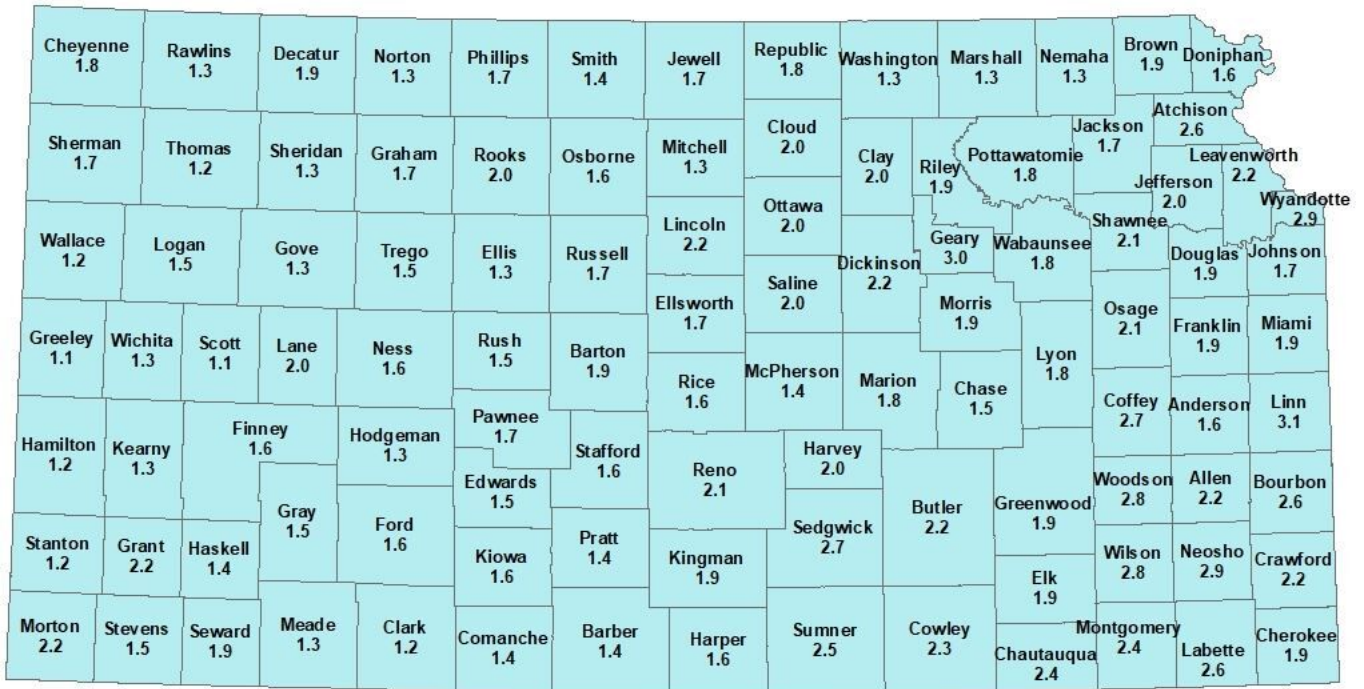 Cheyenne
1.8
Rawlins
1.3
Decatur
1.9
Norton
1.3
Phillips
1.7
Smith
1.4
Jewell
1.7
Republic
1.8
Washington
1.3
Marshall
1.3
Nemaha
1.3
Brown
1.9
Doniphan
1.6
Sherman
1.7
Thomas
1.2
Sheridan
1.3
Graham
1.7
Rooks
2.0
Osborne
1.6
Mitchell
1.3
Cloud
2.0
Clay
2.0
Riley
1.9
Pottawatomie
1.8
Jackson
1.7
Atchison
2.6
Jefferson
2.0
Leavenworth
2.2
Wyandotte
2.9
Wallace
1.2
Logan
1.5
Gove
1.3
Trego
1.5
Ellis
1.3
Russell
1.7
Lincoln
2.2
Ottawa
2.0
Saline
2.0
Dickinson
2.2
Geary
3.0
Wabaunsee
1.8
Shawnee
2.1
Douglas
1.9
Johnson
1.7
Greeley
1.1
Wichita
1.3
Scott
1.1
Lane
2.0
Ness
1.6
Rush
1.5
Barton
1.9
Ellsworth
1.7
Rice
1.6
McPherson
1.4
Marion
1.8
Morris
1.9
Chase
1.5
Lyon
1.8
Osage
2.1
Franklin
1.9
Miami
1.9
Hamilton
1.2
Kearny
1.3
Finney
1.6
Hodgeman
1.3
Pawnee
1.7
Stafford
1.6
Edwards
1.5
Reno
2.1
Harvey
2.0
Coffey
2.7
Anderson
1.6
Linn
3.1
Gray
1.5
Ford
1.6
Kiowa
1.6
Pratt
1.4
Kingman
1.9
Sedgwick
2.7
Butler
2.2
Greenwood
1.9
Woodson
2.8
Allen
2.2
Bourbon
2.6
Stanton
1.2
Grant
2.2
Haskell
1.4
Elk
1.9
Wilson
2.8
Neosho
2.9
Crawford
2.2
Morton
2.2
Stevens
1.5
Seward
1.9
Meade
1.3
Clark
1.2
Comanche
1.4
Barber
1.4
Harper
1.6
Sumner
2.5
Cowley
2.3
Chautauqua
2.4
Montgomery
2.4
Labette
2.6
Cherokee
1.9